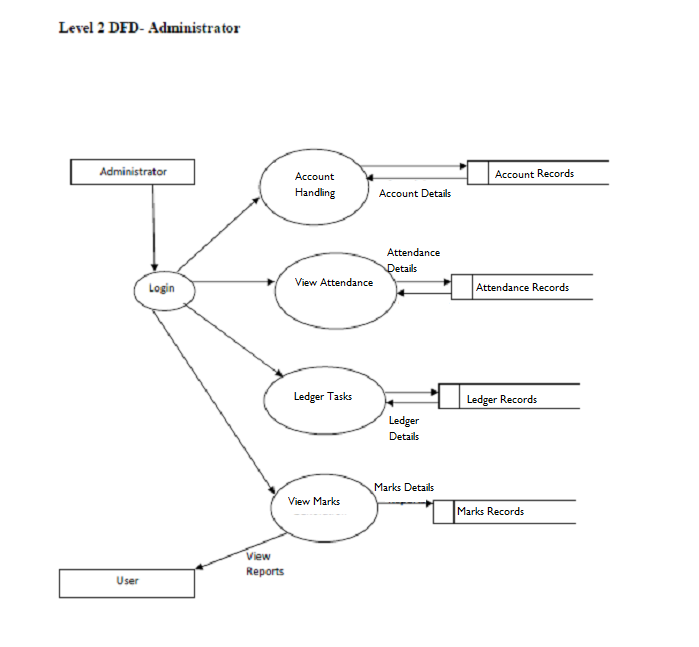 Level 2 DFD- Administrator
Administrator
Account
Handling
Account Records
Account Details
Attendance
Details
Login
View Attendance
Attendance Records
Ledger Tasks
Ledger Records
Ledger
Details
Marks Details
View Marks
Marks Records
View
Reports
User